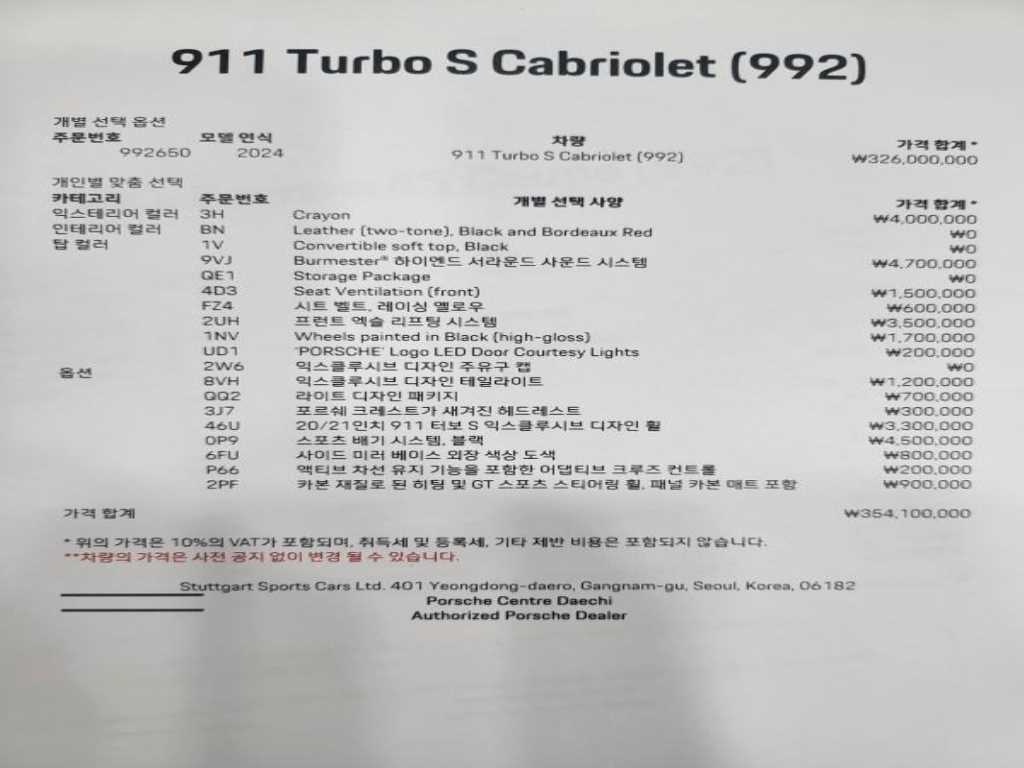 911 Turbo S Cabriolet (992)
개별 선택 옵션
주문번호 모델 연식 차량 가격 합계 *
992650 2024 911 Turbo S Cabriolet (992) ₩326,000,000
개인별 맞춤 선택
카테고리 주문번호 개별 선택 사양 가격 합계 *
익스테리어 컬러 3H Crayon ₩4,000,000
인테리어 컬러 BN Leather (two-tone), Black and Bordeaux Red ₩0
탑 컬러 1V Convertible soft top, Black ₩0
9VJ Burmester® 하이엔드 서라운드 사운드 시스템 ₩4,700,000
QE1 Storage Package ₩0
4D3 Seat Ventilation (front) ₩1,500,000
FZ4 시트 벨트, 레이싱 옐로우 ₩600,000
2UH 프런트 엑슬 리프팅 시스템 ₩3,500,000
1NV Wheels painted in Black (high-gloss) ₩1,700,000
UD1 'PORSCHE' Logo LED Door Courtesy Lights ₩200,000
옵션 2W6 익스클루시브 디자인 주유구 캡 ₩0
8VH 익스클루시브 디자인 테일라이트 ₩1,200,000
QQ2 라이트 디자인 패키지 ₩700,000
3J7 포르쉐 크레스트가 새겨진 헤드레스트 ₩300,000
46U 20/21인치 911 터보 S 익스클루시브 디자인 휠 ₩3,300,000
0P9 스포츠 배기 시스템, 블랙 ₩4,500,000
6FU 사이드 미러 베이스 외장 색상 도색 ₩800,000
P66 액티브 차선 유지 기능을 포함한 어댑티브 크루즈 컨트롤 ₩200,000
2PF 카본 재질로 된 히팅 및 GT 스포츠 스티어링 휠, 패널 카본 매트 포함 ₩900,000
가격 합계 ₩354,100,000
* 위의 가격은 10%의 VAT가 포함되며, 취득세 및 등록세, 기타 제반 비용은 포함되지 않습니다.
**차량의 가격은 사전 공지 없이 변경 될 수 있습니다.
Stuttgart Sports Cars Ltd. 401 Yeongdong-daero, Gangnam-gu, Seoul, Korea, 06182
Porsche Centre Daechi
Authorized Porsche Dealer